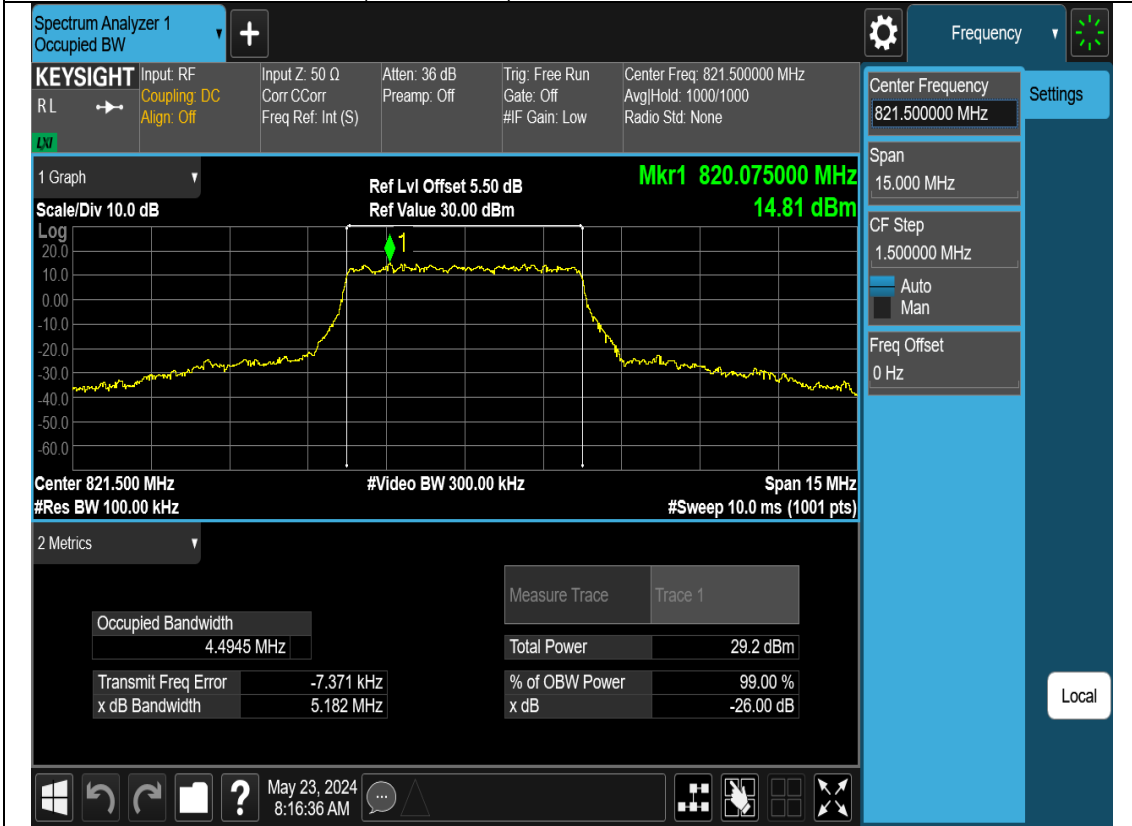 Spectrum Analyzer 1
Occupied BW
+
Frequency
KEYSIGHT
R L
LXI
Input: RF
Coupling: DC
Align: Off
Input Z: 50 Ω
Corr CCorr
Freq Ref: Int (S)
Atten: 36 dB
Preamp: Off
Trig: Free Run
Gate: Off
#IF Gain: Low
Center Freq: 821.500000 MHz
Avg|Hold: 1000/1000
Radio Std: None
Center Frequency
821.500000 MHz
Settings
Span
15.000 MHz
CF Step
1.500000 MHz
Auto
Man
Freq Offset
0 Hz
Local
1 Graph
Ref Lvl Offset 5.50 dB
Mkr1 820.075000 MHz
Scale/Div 10.0 dB
Ref Value 30.00 dBm
14.81 dBm
Log
1
20.0
10.0
0.00
-10.0
-20.0
-30.0
-40.0
-50.0
-60.0
Center 821.500 MHz
#Video BW 300.00 kHz
Span 15 MHz
#Res BW 100.00 kHz
#Sweep 10.0 ms (1001 pts)
2 Metrics
Measure Trace
Trace 1
Occupied Bandwidth
4.4945 MHz
Total Power
29.2 dBm
Transmit Freq Error
-7.371 kHz
% of OBW Power
99.00 %
x dB Bandwidth
5.182 MHz
x dB
-26.00 dB
?
May 23, 2024
8:16:36 AM